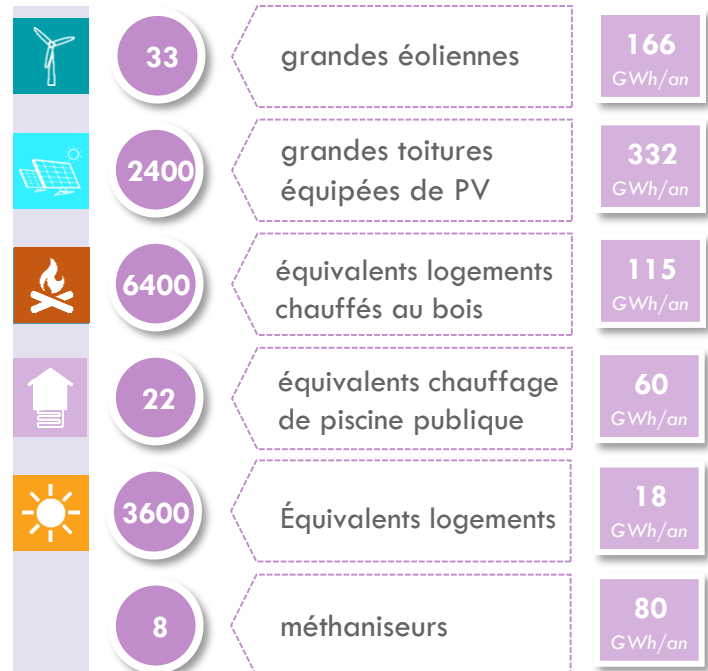 33
grandes éoliennes
166
GWh/an
2400
grandes toitures
équipées de PV
332
GWh/an
6400
équivalents logements
chauffés au bois
115
GWh/an
22
équivalents chauffage
de piscine publique
60
GWh/an
3600
Équivalents logements
18
GWh/an
8
méthaniseurs
80
GWh/an